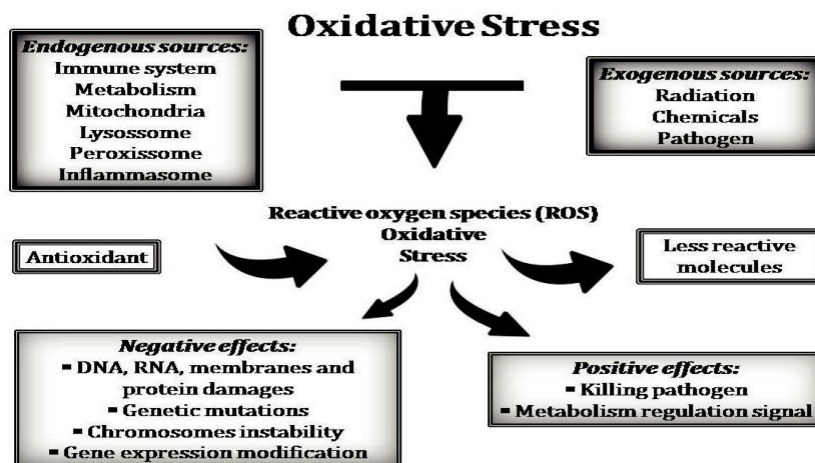 Oxidative Stress
Endogenous sources:
Immune system
Metabolism
Mitochondria
Lysossome
Peroxissome
Inflammasome
Exogenous sources:
Radiation
Chemicals
Pathogen
Reactive oxygen species (ROS)
Oxidative
Stress
Antioxidant
Less reactive
molecules
Negative effects:
▪ DNA, RNA, membranes and
protein damages
▪ Genetic mutations
▪ Chromosomes instability
▪ Gene expression modification
Positive effects:
▪ Killing pathogen
▪ Metabolism regulation signal